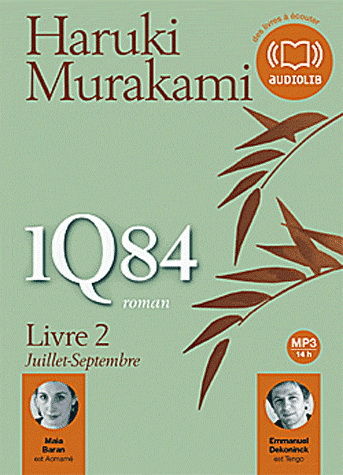 Haruki
Murakami
des livres à écouter
AUDIOLIB
1Q84
roman
Livre 2
Juillet-Septembre
MP3
14 h
Maia
Baran
est Aomamé
Emmanuel
Dekoninck
est Tengo